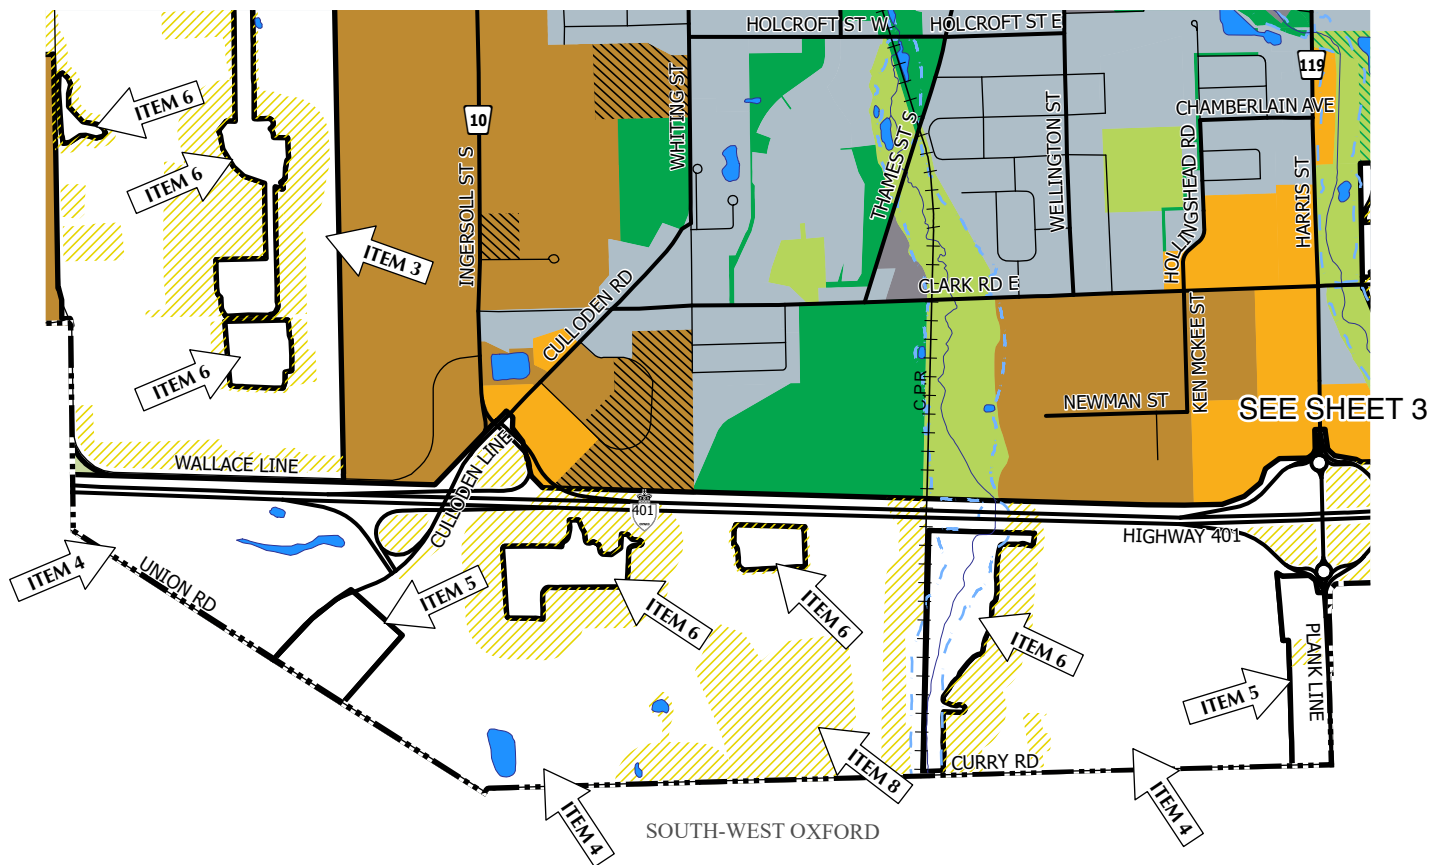 HOLCROFT ST W
HOLCROFT ST E
ITEM 6
119
10
CHAMBERLAIN AVE
WHITING ST
WELLINGTON ST
THAMES ST S
HOLLINGSHEAD RD
HARRIS ST
INGERSOLL ST S
ITEM 6
ITEM 3
CLARK RD E
CULLODEN RD
KEN MCKEE ST
ITEM 6
C.P.R
NEWMAN ST
SEE SHEET 3
WALLACE LINE
CULLODEN LINE
401
HIGHWAY 401
ITEM 4
UNION RD
ITEM 5
ITEM 6
ITEM 6
ITEM 6
PLANK LINE
ITEM 5
CURRY RD
ITEM 8
ITEM 4
ITEM 4
SOUTH-WEST OXFORD